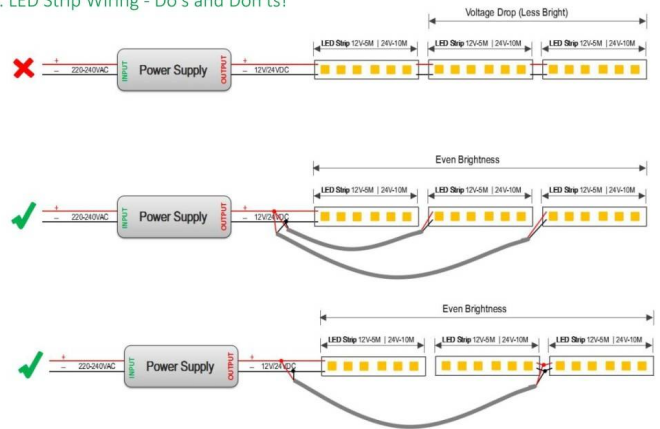 . LED Strip Wiring - Do's and Don'ts!
Voltage Drop (Less Bright)
LED Strip 12V-5M | 24V-10M LED Strip 12V-5M | 24V-10M LED Strip 12V-5M | 24V-10M
+ 220-240VAC − INPUT Power Supply OUTPUT + 12V/24VDC −
Even Brightness
LED Strip 12V-5M | 24V-10M LED Strip 12V-5M | 24V-10M LED Strip 12V-5M | 24V-10M
+ 220-240VAC − INPUT Power Supply OUTPUT + 12V/24VDC −
Even Brightness
LED Strip 12V-5M | 24V-10M LED Strip 12V-5M | 24V-10M LED Strip 12V-5M | 24V-10M
+ 220-240VAC − INPUT Power Supply OUTPUT + 12V/24VDC −